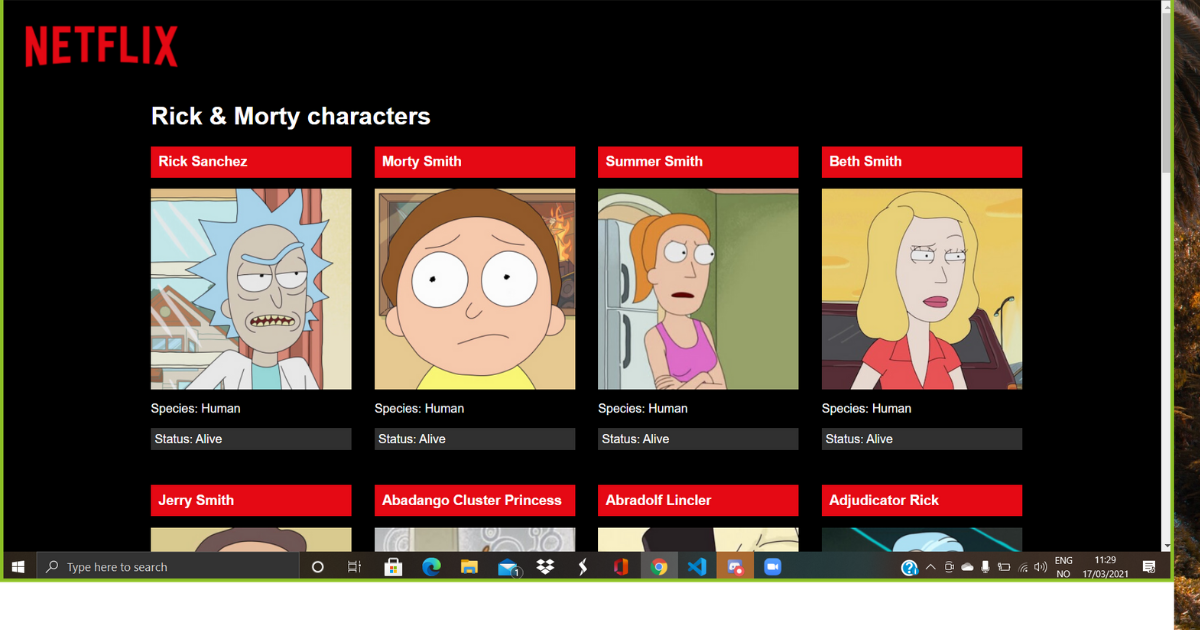 NETFLIX
Rick & Morty characters
Rick Sanchez
Morty Smith
Summer Smith
Beth Smith
Species: Human
Species: Human
Species: Human
Species: Human
Status: Alive
Status: Alive
Status: Alive
Status: Alive
Jerry Smith
Abadango Cluster Princess
Abradolf Lincler
Adjudicator Rick
Type here to search
1
ENG
NO
11:29
17/03/2021